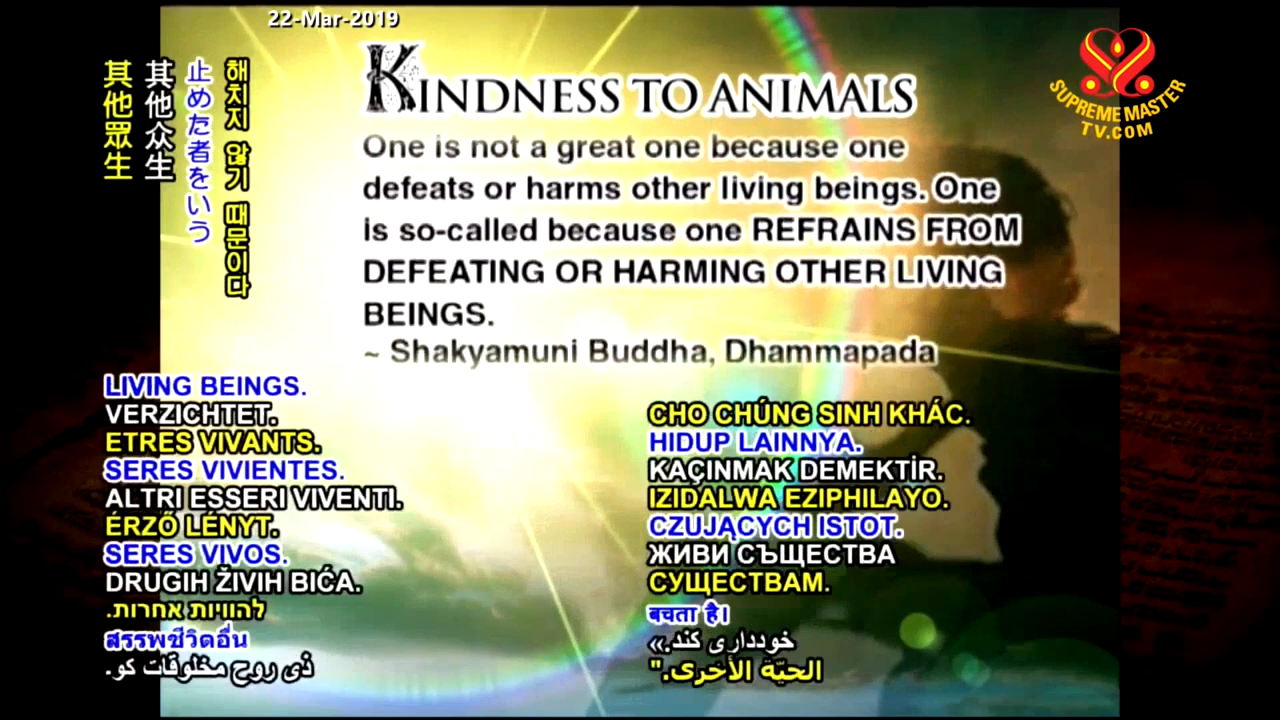 22-Mar-2019
KINDNESS TO ANIMALS
One is not a great one because one
defeats or harms other living beings. One
is so-called because one REFRAINS FROM
DEFEATING OR HARMING OTHER LIVING
BEINGS.
~ Shakyamuni Buddha, Dhammapada
SUPREME MASTER
TV.COM
其他眾生
其他众生
止めた者をいう
해치지 않기 때문이다
LIVING BEINGS.
VERZICHTET.
ETRES VIVANTS.
SERES VIVIENTES.
ALTRI ESSERI VIVENTI.
ÉRZŐ LÉNYT.
SERES VIVOS.
DRUGIH ŽIVIH BIĆA.
להוויות אחרות.
สรรพชีวิตอื่น
ذی روح مخلوقات کو.
CHO CHÚNG SINH KHÁC.
HIDUP LAINNYA.
KAÇINMAK DEMEKTİR.
IZIDALWA EZIPHILAYO.
CZUJĄCYCH ISTOT.
ЖИВИ СЪЩЕСТВА
СУЩЕСТВАМ.
बचता है।
خودداری کند.»
الحيّة الأخرى."